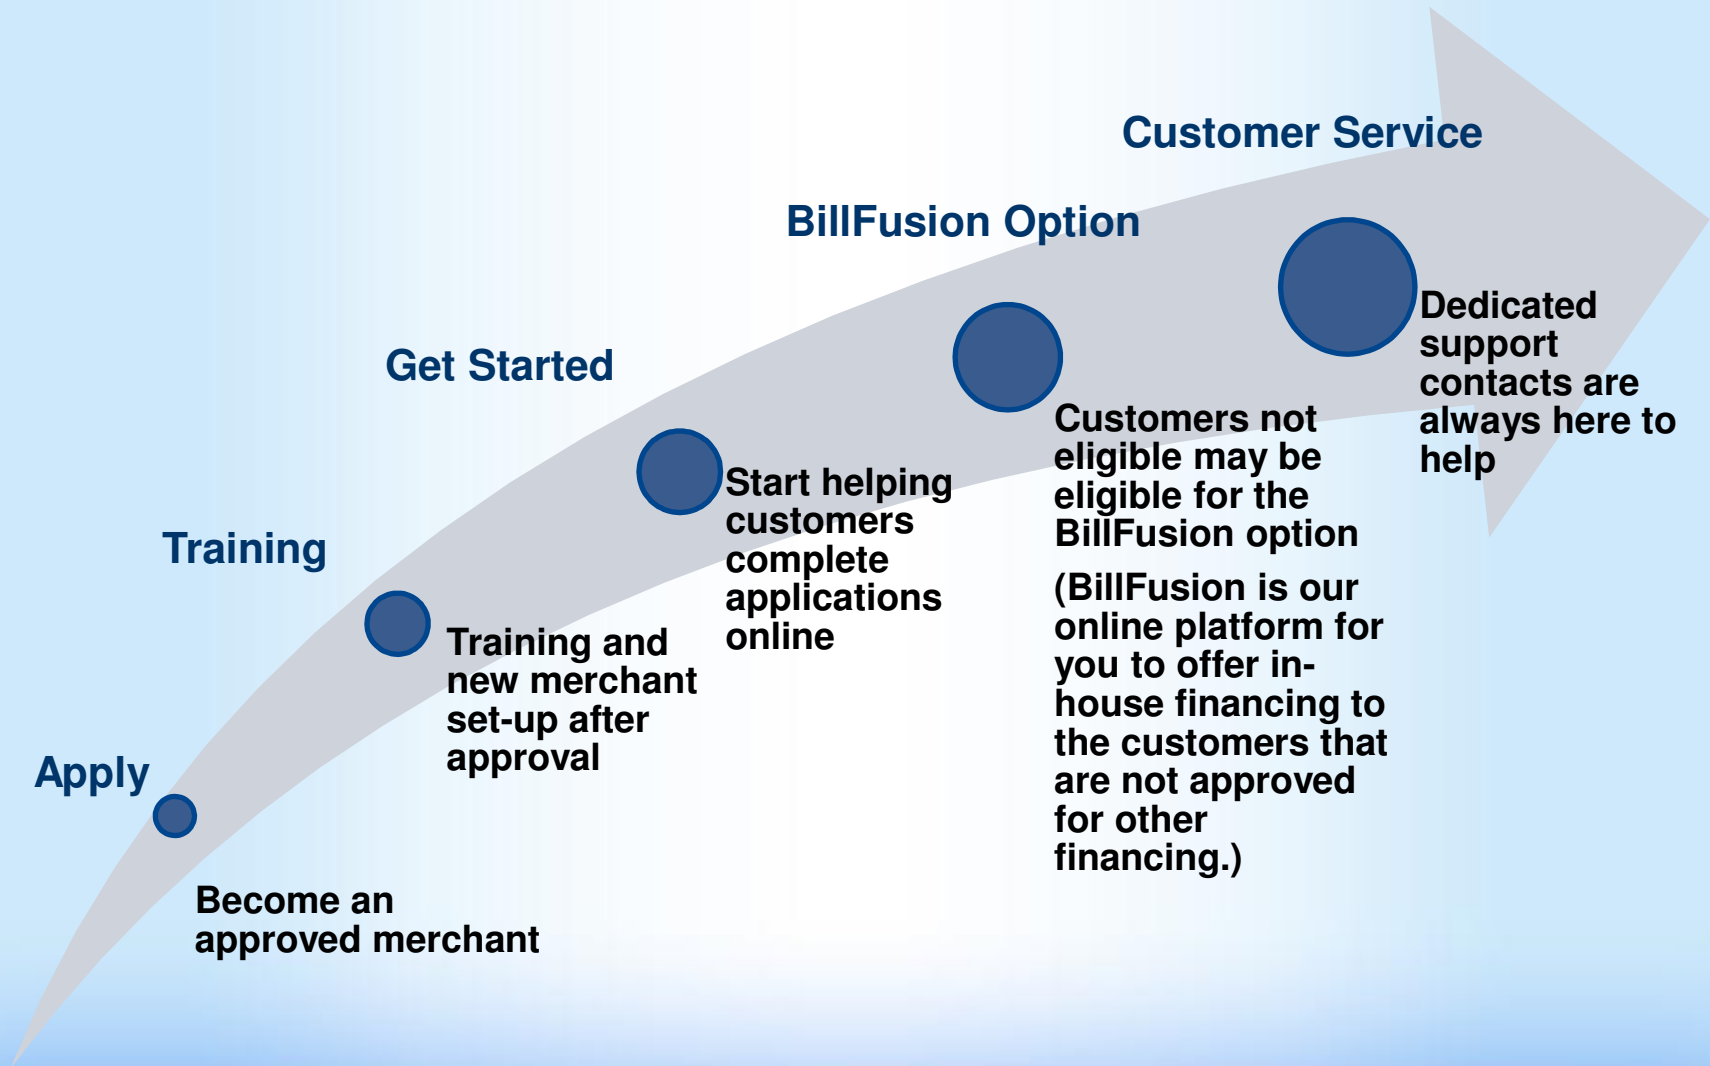 Customer Service
BillFusion Option
Dedicated
support
contacts are
always here to
help
Get Started
Customers not
eligible may be
eligible for the
BillFusion option
(BillFusion is our
online platform for
you to offer in-
house financing to
the customers that
are not approved
for other
financing.)
Start helping
customers
complete
applications
online
Training
Training and
new merchant
set-up after
approval
Apply
Become an
approved merchant